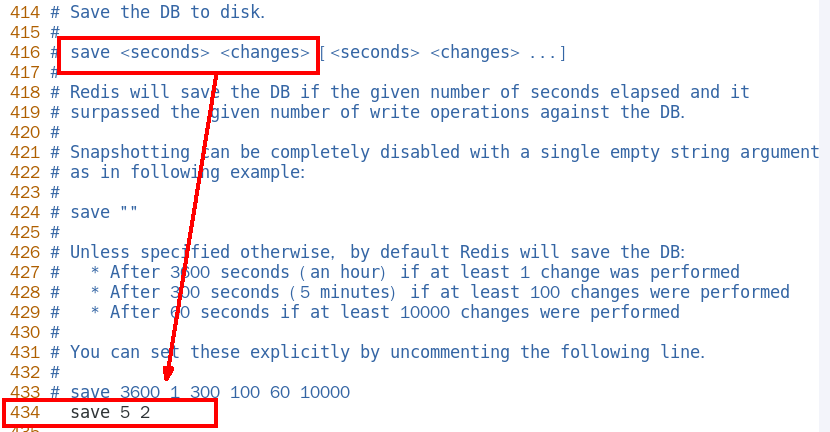 414 # Save the DB to disk.
415 #
416 # save <seconds> <changes> [<seconds> <changes> ...]
417 #
418 # Redis will save the DB if the given number of seconds elapsed and it
419 # surpassed the given number of write operations against the DB.
420 #
421 # Snapshotting can be completely disabled with a single empty string argument
422 # as in following example:
423 #
424 # save ""
425 #
426 # Unless specified otherwise, by default Redis will save the DB:
427 #   * After 3600 seconds (an hour) if at least 1 change was performed
428 #   * After 300 seconds (5 minutes) if at least 100 changes were performed
429 #   * After 60 seconds if at least 10000 changes were performed
430 #
431 # You can set these explicitly by uncommenting the following line.
432 #
433 # save 3600 1 300 100 60 10000
434   save 5 2